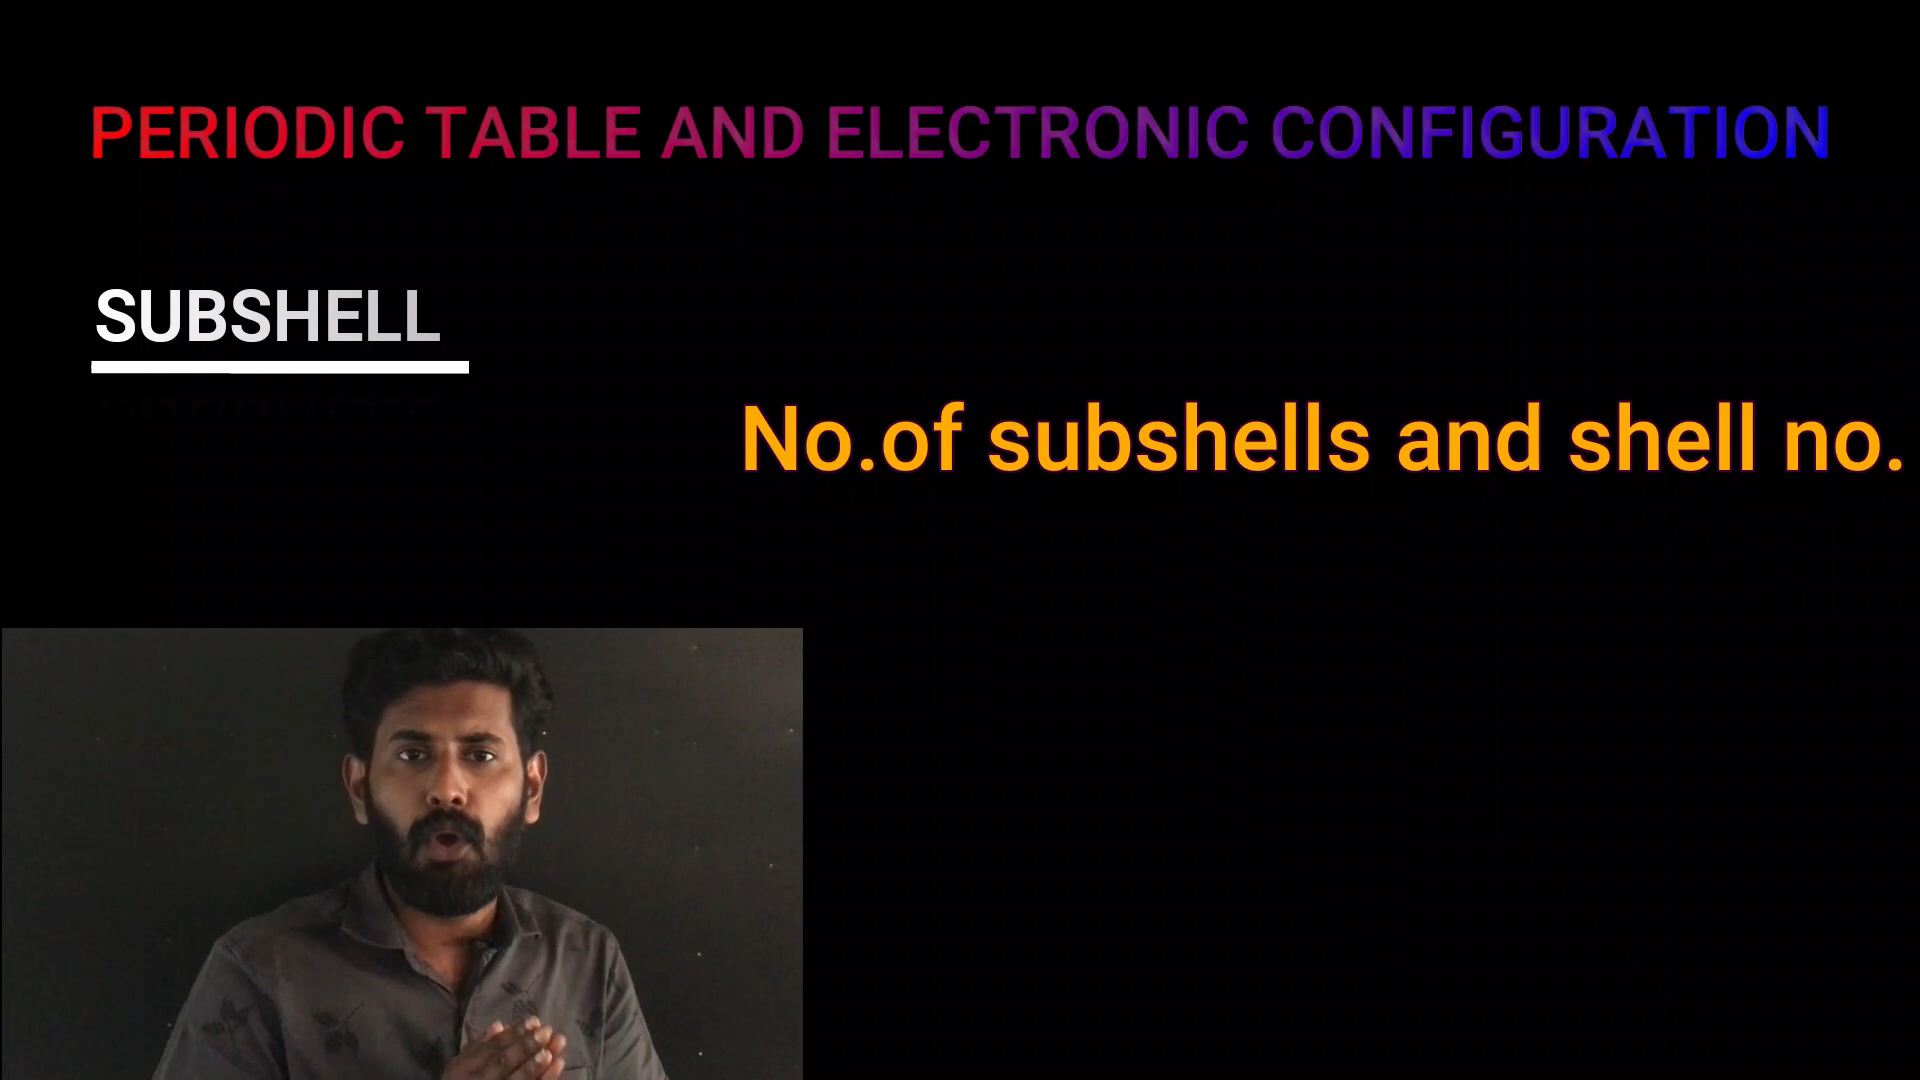 PERIODIC TABLE AND ELECTRONIC CONFIGURATION
SUBSHELL
No.of subshells and shell no.